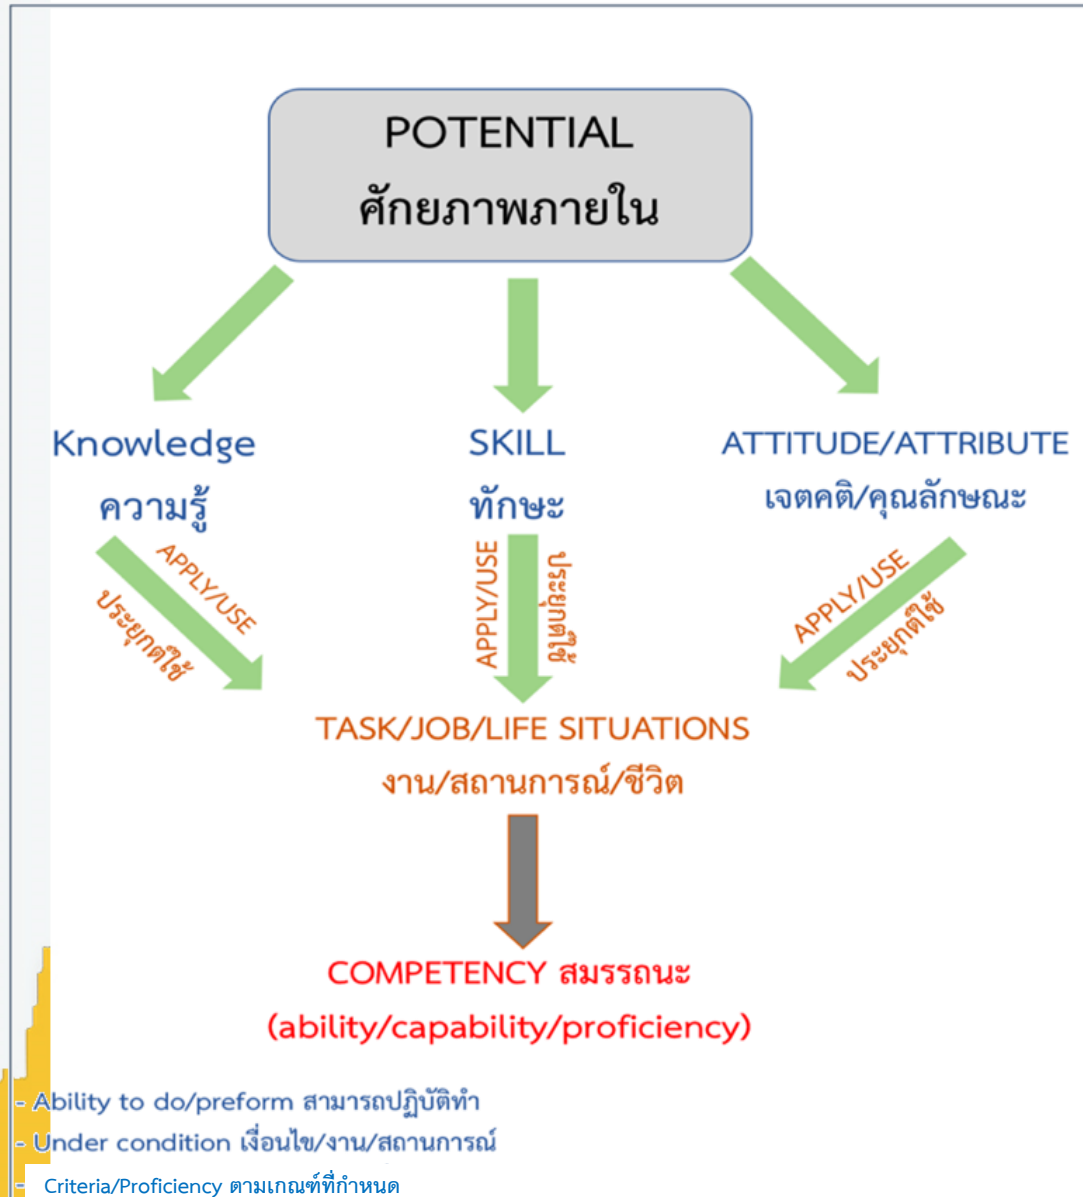 POTENTIAL
ศักยภาพภายใน
Knowledge
ความรู้
SKILL
ทักษะ
ATTITUDE/ATTRIBUTE
เจตคติ/คุณลักษณะ
APPLY/USE
ประยุกต์ใช้
APPLY/USE
ประยุกต์ใช้
APPLY/USE
ประยุกต์ใช้
TASK/JOB/LIFE SITUATIONS
งาน/สถานการณ์/ชีวิต
COMPETENCY สมรรถนะ
(ability/capability/proficiency)
- Ability to do/preform สามารถปฏิบัติทำ
- Under condition เงื่อนไข/งาน/สถานการณ์
- Criteria/Proficiency ตามเกณฑ์ที่กำหนด